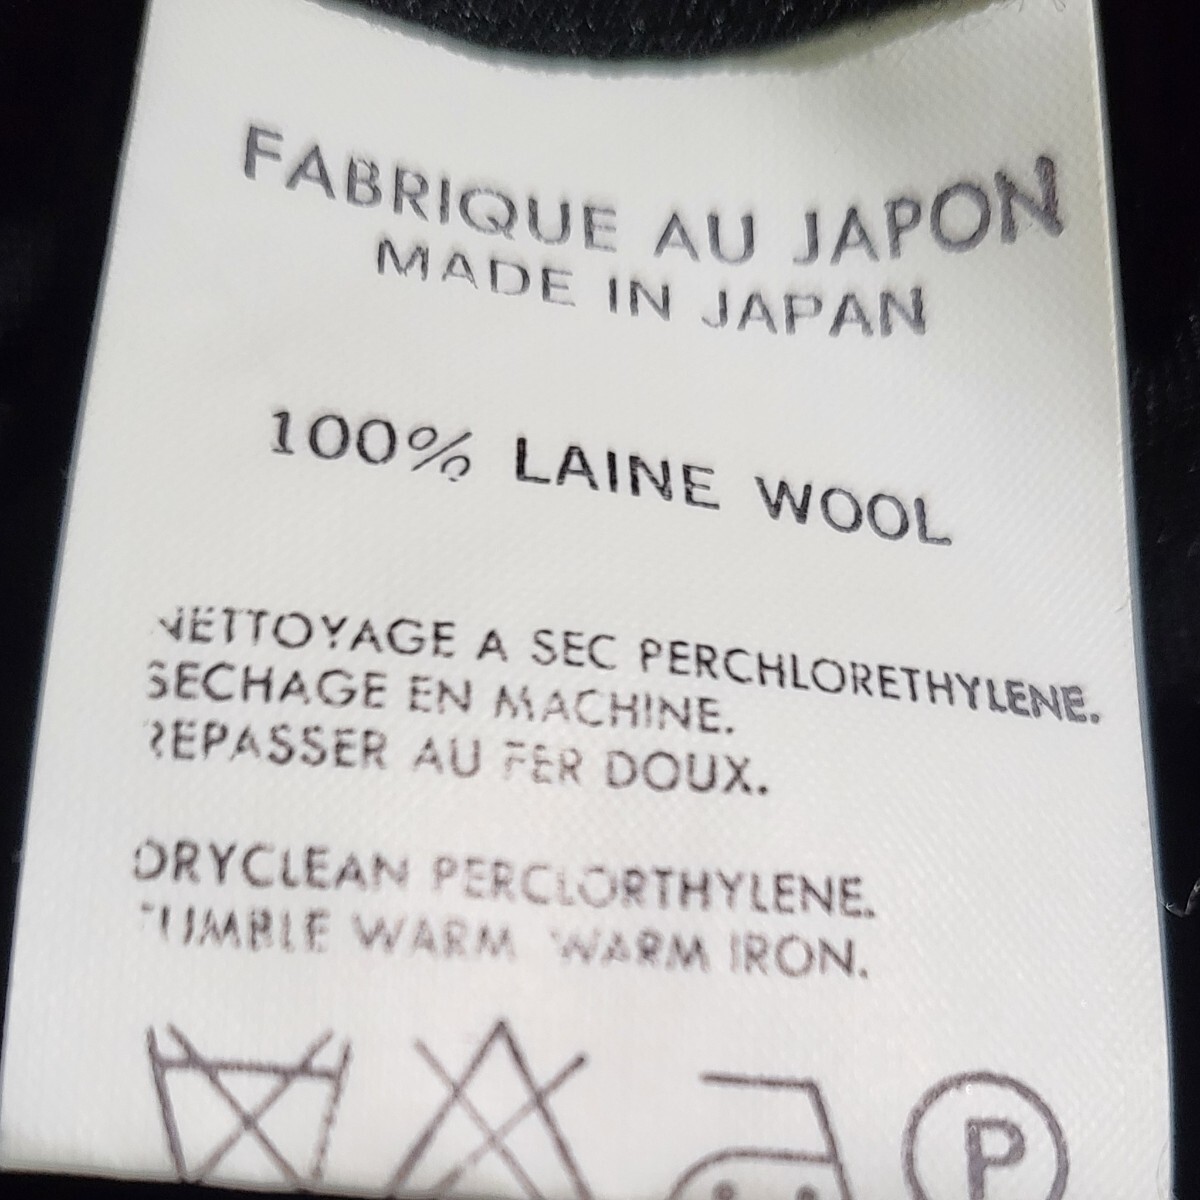 FABRIQUE AU JAPON
MADE IN JAPAN
100% LAINE WOOL
NETTOYAGE A SEC PERCHLORETHYLENE.
SECHAGE EN MACHINE.
REPASSER AU FER DOUX.
DRYCLEAN PERCLORTHYLENE.
TUMBLE WARM WARM IRON.
P